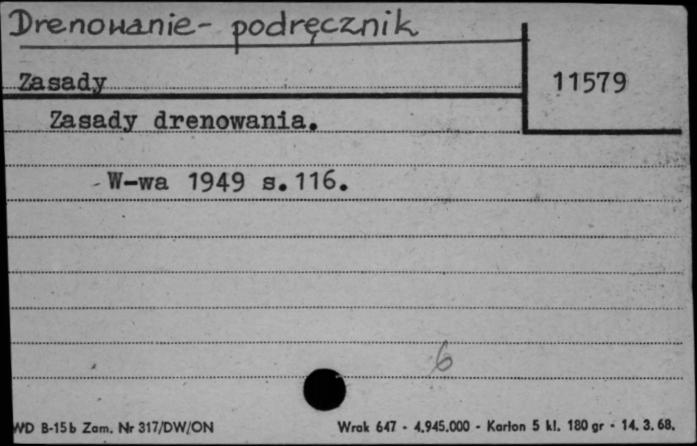 Drenowanie - podręcznik
Zasady
11579
Zasady drenowania.
W-wa 1949 s. 116.
6
WD B-15b Zam. Nr 317/DW/ON
Wrak 647 - 4.945.000 - Karton 5 kl. 180 gr - 14. 3. 68.